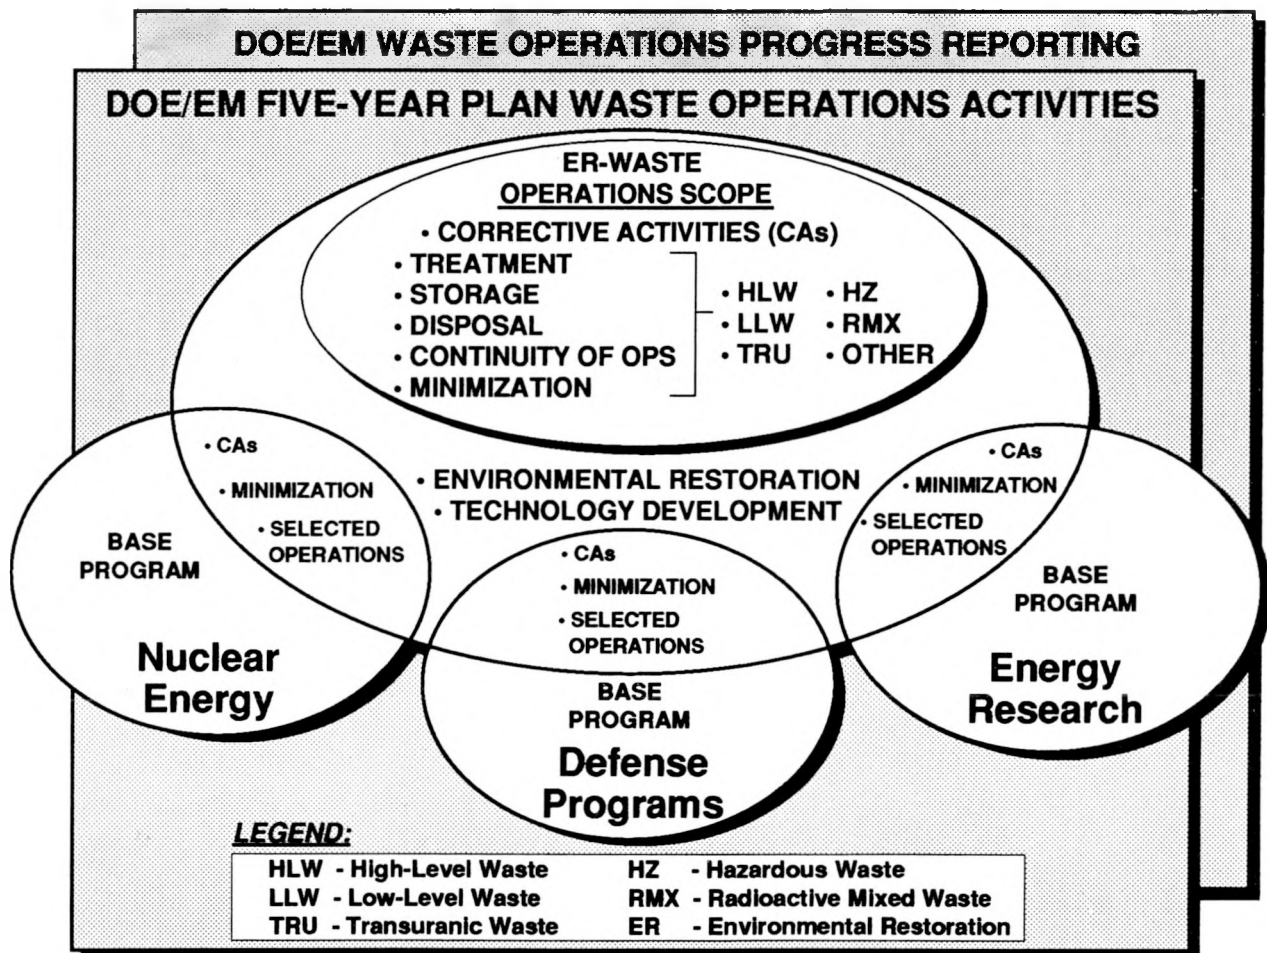 DOE/EM WASTE OPERATIONS PROGRESS REPORTING
DOE/EM FIVE-YEAR PLAN WASTE OPERATIONS ACTIVITIES
ER-WASTE
OPERATIONS SCOPE
• CORRECTIVE ACTIVITIES (CAs)
• TREATMENT
• STORAGE
• DISPOSAL
• CONTINUITY OF OPS
• MINIMIZATION
• HLW • HZ
• LLW • RMX
• TRU • OTHER
• ENVIRONMENTAL RESTORATION
• TECHNOLOGY DEVELOPMENT
• CAs
• MINIMIZATION
• SELECTED
OPERATIONS
BASE
PROGRAM
Nuclear
Energy
• CAs
• MINIMIZATION
• SELECTED
OPERATIONS
BASE
PROGRAM
Defense
Programs
• CAs
• MINIMIZATION
• SELECTED
OPERATIONS
BASE
PROGRAM
Energy
Research
LEGEND:
HLW - High-Level Waste HZ - Hazardous Waste
LLW - Low-Level Waste RMX - Radioactive Mixed Waste
TRU - Transuranic Waste ER - Environmental Restoration